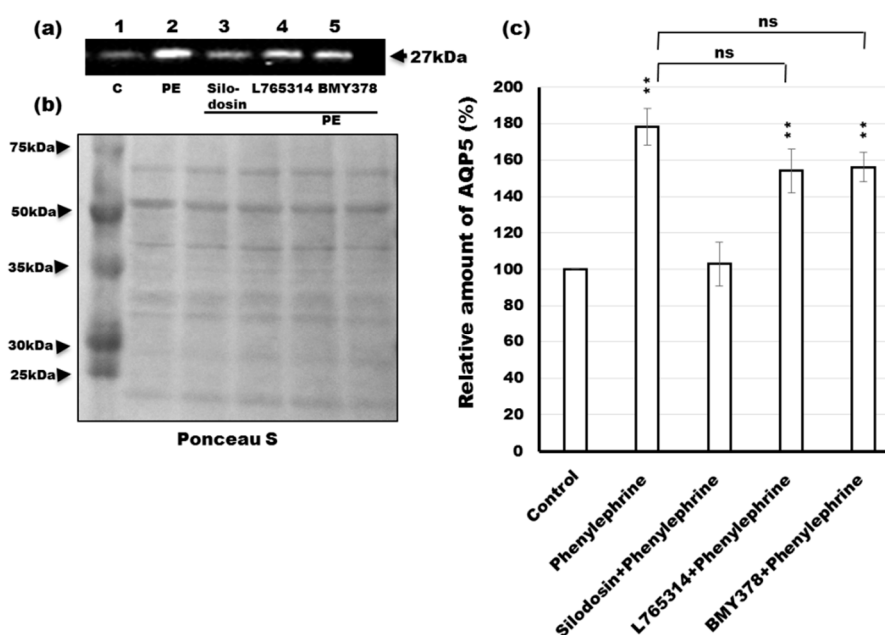 (a)
1 2 3 4 5
27kDa
C PE Silo- L765314 BMY378
dosin
PE
(b)
75kDa
50kDa
35kDa
30kDa
25kDa
Ponceau S
(c)
ns
ns
Relative amount of AQP5 (%)
200
180
160
140
120
100
80
60
40
20
0
**
**
**
Control
Phenylephrine
Silodosin+Phenylephrine
L765314+Phenylephrine
BMY378+Phenylephrine